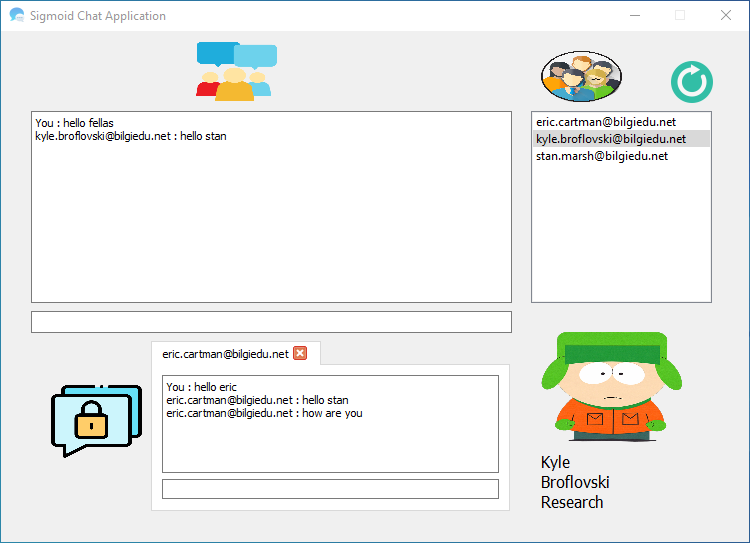 Sigmoid Chat Application
You : hello fellas
kyle.broflovski@bilgiedu.net : hello stan
eric.cartman@bilgiedu.net
kyle.broflovski@bilgiedu.net
stan.marsh@bilgiedu.net
eric.cartman@bilgiedu.net
You : hello eric
eric.cartman@bilgiedu.net : hello stan
eric.cartman@bilgiedu.net : how are you
Kyle
Broflovski
Research